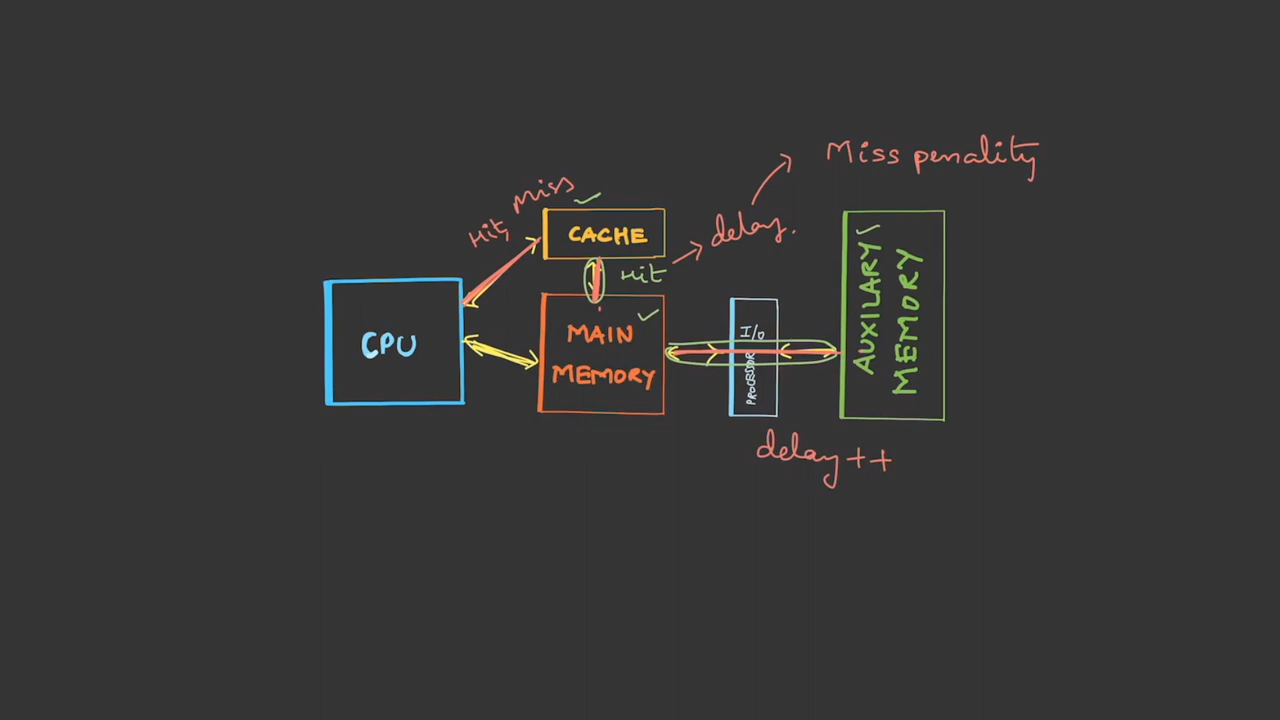 Miss penality
Hit, Miss
CACHE
delay.
Hit
CPU
MAIN
MEMORY
I/O
PROCESSOR
AUXILARY
MEMORY
delay++